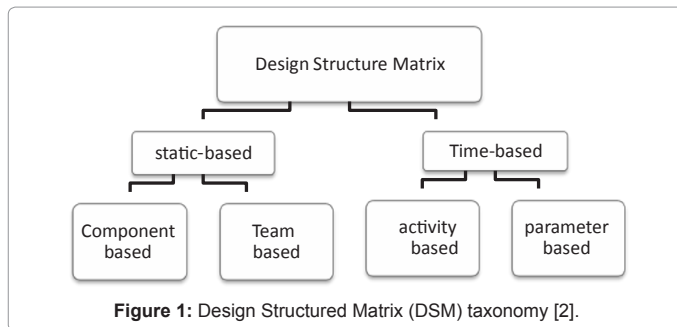 Design Structure Matrix
static-based
Time-based
Component
based
Team
based
activity
based
parameter
based
Figure 1: Design Structured Matrix (DSM) taxonomy [2].